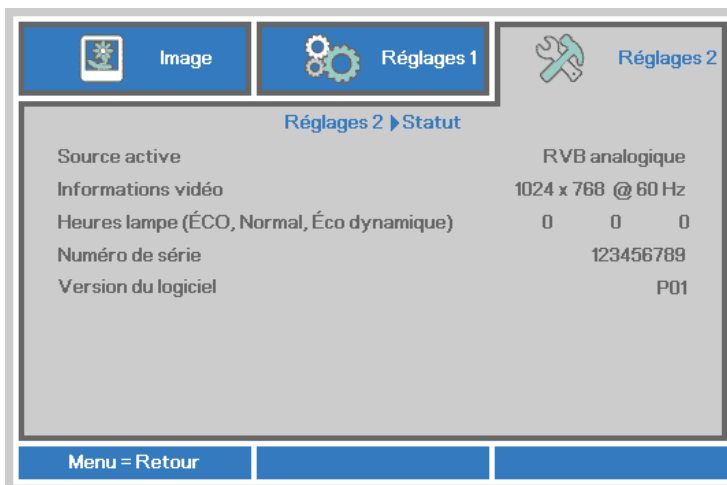 Image
Réglages 1
Réglages 2
Réglages 2 ▶ Statut
Source active RVB analogique
Informations vidéo 1024 x 768 @ 60 Hz
Heures lampe (ÉCO, Normal, Éco dynamique) 0 0 0
Numéro de série 123456789
Version du logiciel P01
Menu = Retour